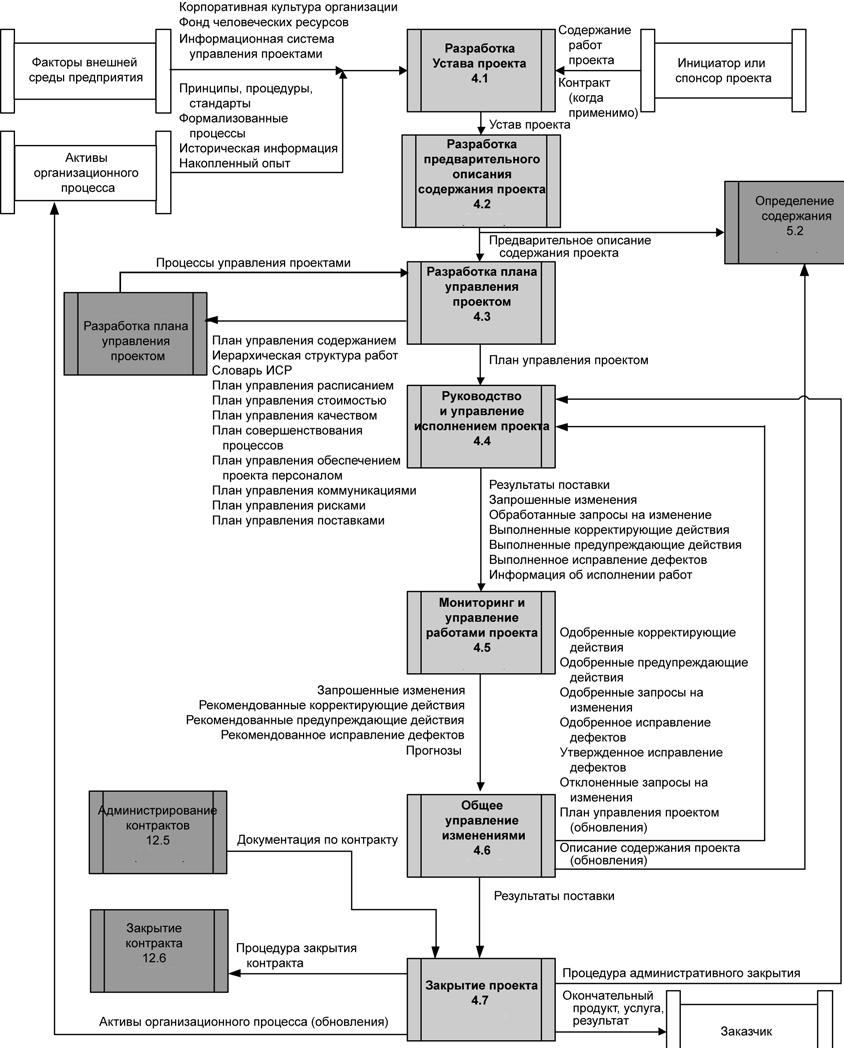 Корпоративная культура организации
Фонд человеческих ресурсов
Информационная система
управления проектами
Факторы внешней
среды предприятия
Разработка
Устава проекта
4.1
Содержание
работ
проекта
Инициатор или
спонсор проекта
Контракт
(когда
применимо)
Принципы, процедуры,
стандарты
Формализованные
процессы
Историческая информация
Накопленный опыт
Активы
организационного
процесса
Устав проекта
Разработка
предварительного
описания
содержания проекта
4.2
Определение
содержания
5.2
Предварительное описание
содержания проекта
Процессы управления проектами
Разработка плана
управления
проектом
4.3
Разработка плана
управления
проектом
План управления содержанием
Иерархическая структура работ
Словарь ИСР
План управления расписанием
План управления стоимостью
План управления качеством
План совершенствования
процессов
План управления обеспечением
проекта персоналом
План управления коммуникациями
План управления рисками
План управления поставками
План управления проектом
Руководство
и управление
исполнением проекта
4.4
Результаты поставки
Запрошенные изменения
Обработанные запросы на изменение
Выполненные корректирующие действия
Выполненные предупреждающие действия
Выполненное исправление дефектов
Информация об исполнении работ
Мониторинг и
управление
работами проекта
4.5
Одобренные корректирующие
действия
Одобренные предупреждающие
действия
Одобренные запросы на
изменения
Одобренное исправление
дефектов
Утвержденное исправление
дефектов
Отклоненные запросы на
изменения
План управления проектом
(обновления)
Описание содержания проекта
(обновления)
Запрошенные изменения
Рекомендованные корректирующие действия
Рекомендованные предупреждающие действия
Рекомендованное исправление дефектов
Прогнозы
Общее
управление
изменениями
4.6
Администрирование
контрактов
12.5
Документация по контракту
Результаты поставки
Закрытие
контракта
12.6
Процедура закрытия
контракта
Закрытие проекта
4.7
Процедура административного закрытия
Окончательный
продукт, услуга,
результат
Заказчик
Активы организационного процесса (обновления)